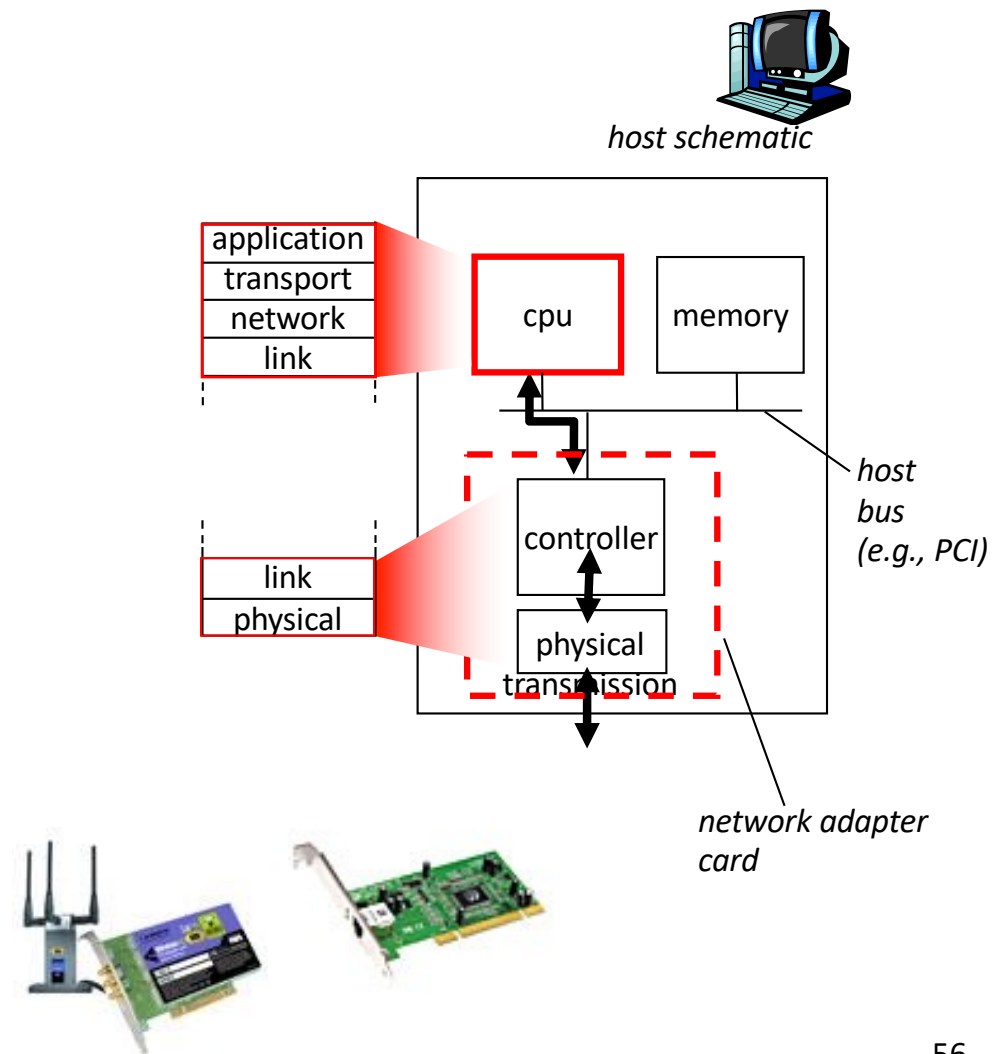 host schematic
application
transport
network
link
cpu
memory
host
bus
(e.g., PCI)
controller
link
physical
physical
transmission
network adapter
card
56